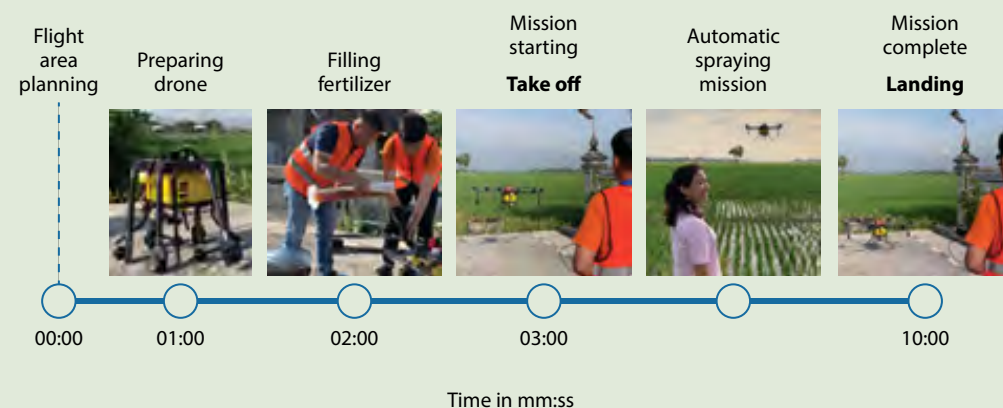 Flight
area
planning
Preparing
drone
Filling
fertilizer
Mission
starting
Take off
Automatic
spraying
mission
Mission
complete
Landing
00:00
01:00
02:00
03:00
10:00
Time in mm:ss